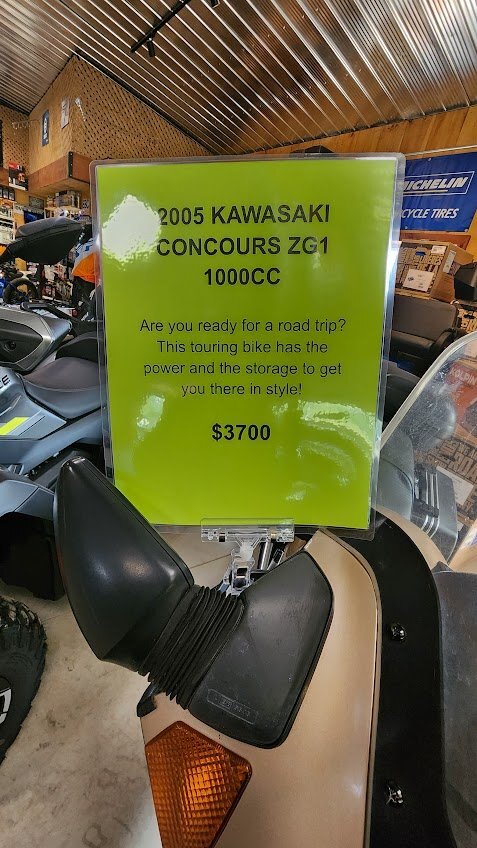 2005 KAWASAKI
CONCOURS ZG1
1000CC
Are you ready for a road trip?
This touring bike has the
power and the storage to get
you there in style!
$3700
ICHELIN
CYCLE TIRES